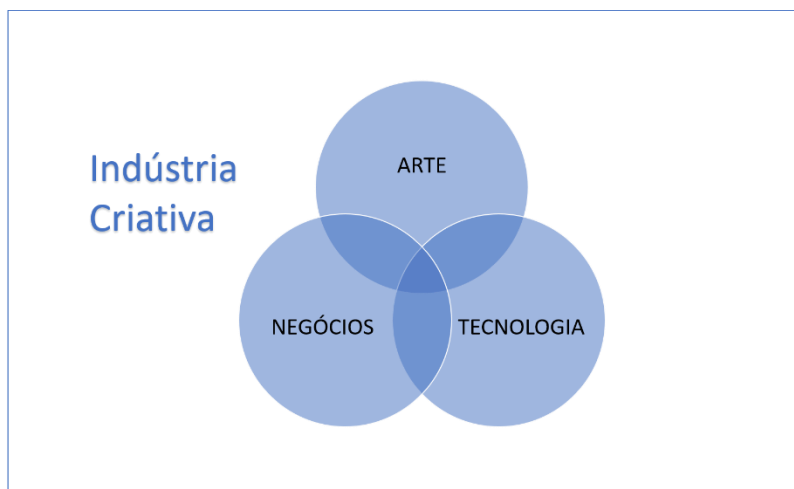 Indústria
Criativa
ARTE
NEGÓCIOS
TECNOLOGIA